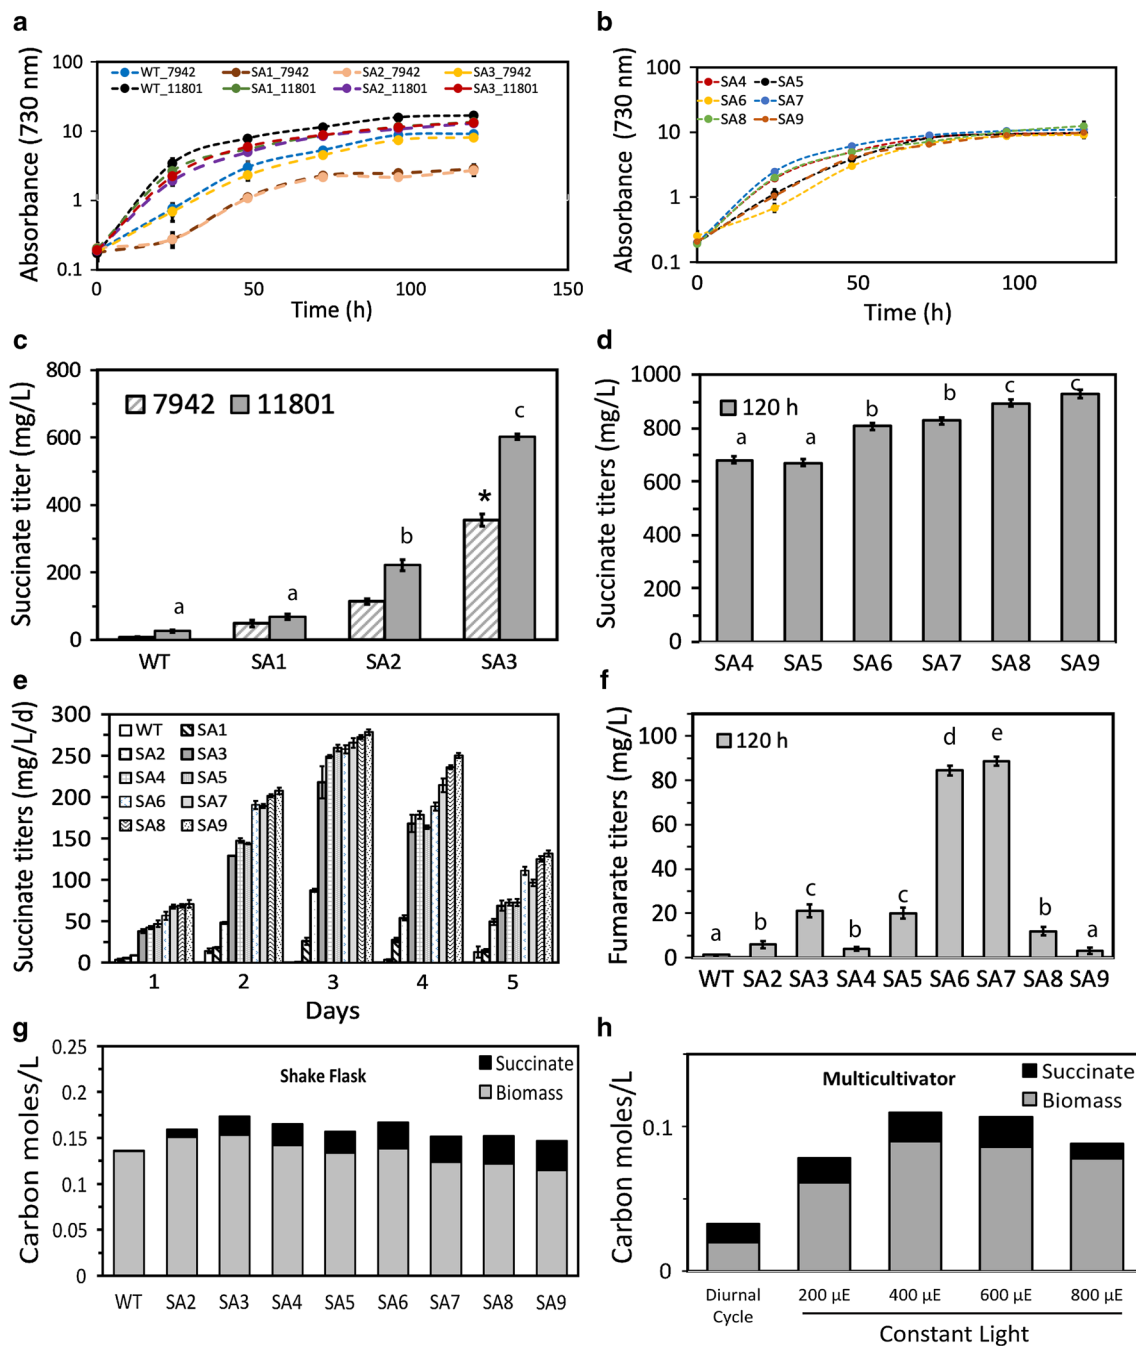 a
Absorbance (730 nm)
100
10
1
0.1
WT_7942 SA1_7942 SA2_7942 SA3_7942
WT_11801 SA1_11801 SA2_11801 SA3_11801
0 50 100 150
Time (h)
b
Absorbance (730 nm)
100
10
1
0.1
SA4 SA5
SA6 SA7
SA8 SA9
0 50 100
Time (h)
c
Succinate titer (mg/L)
800
600
400
200
0
7942 11801
a a b * c
WT SA1 SA2 SA3
d
Succinate titers (mg/L)
1000
800
600
400
200
0
120 h
a a b b c c
SA4 SA5 SA6 SA7 SA8 SA9
e
Succinate titers (mg/L/d)
300
250
200
150
100
50
0
WT SA1
SA2 SA3
SA4 SA5
SA6 SA7
SA8 SA9
1 2 3 4 5
Days
f
Fumarate titers (mg/L)
100
80
60
40
20
0
120 h
a b c b c d e b a
WT SA2 SA3 SA4 SA5 SA6 SA7 SA8 SA9
g
Carbon moles/L
0.25
0.2
0.15
0.1
0.05
0
Shake Flask
Succinate
Biomass
WT SA2 SA3 SA4 SA5 SA6 SA7 SA8 SA9
h
Carbon moles/L
0.1
0
Multicultivator
Succinate
Biomass
Diurnal Cycle 200 µE 400 µE 600 µE 800 µE
Constant Light